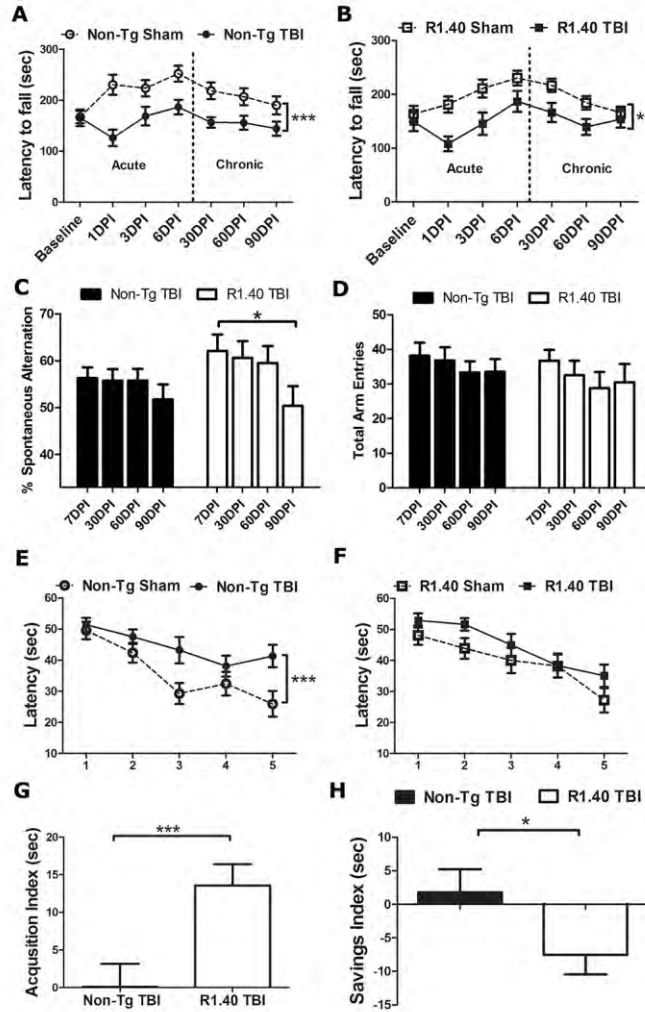 A
Non-Tg Sham Non-Tg TBI
Latency to fall (sec)
300
200
100
0
Acute
Chronic
***
Baseline 1DPI 3DPI 6DPI 30DPI 60DPI 90DPI
B
R1.40 Sham R1.40 TBI
Latency to fall (sec)
300
200
100
0
Acute
Chronic
*
Baseline 1DPI 3DPI 6DPI 30DPI 60DPI 90DPI
C
Non-Tg TBI R1.40 TBI
% Spontaneous Alternation
70
60
50
40
*
7DPI 30DPI 60DPI 90DPI 7DPI 30DPI 60DPI 90DPI
D
Non-Tg TBI R1.40 TBI
Total Arm Entries
50
40
30
20
10
0
7DPI 30DPI 60DPI 90DPI 7DPI 30DPI 60DPI 90DPI
E
Non-Tg Sham Non-Tg TBI
Latency (sec)
60
50
40
30
20
10
***
1 2 3 4 5
F
R1.40 Sham R1.40 TBI
Latency (sec)
60
50
40
30
20
10
1 2 3 4 5
G
Acqusition Index (sec)
20
15
10
5
0
***
Non-Tg TBI R1.40 TBI
H
Non-Tg TBI R1.40 TBI
Savings Index (sec)
10
5
0
-5
-10
-15
*